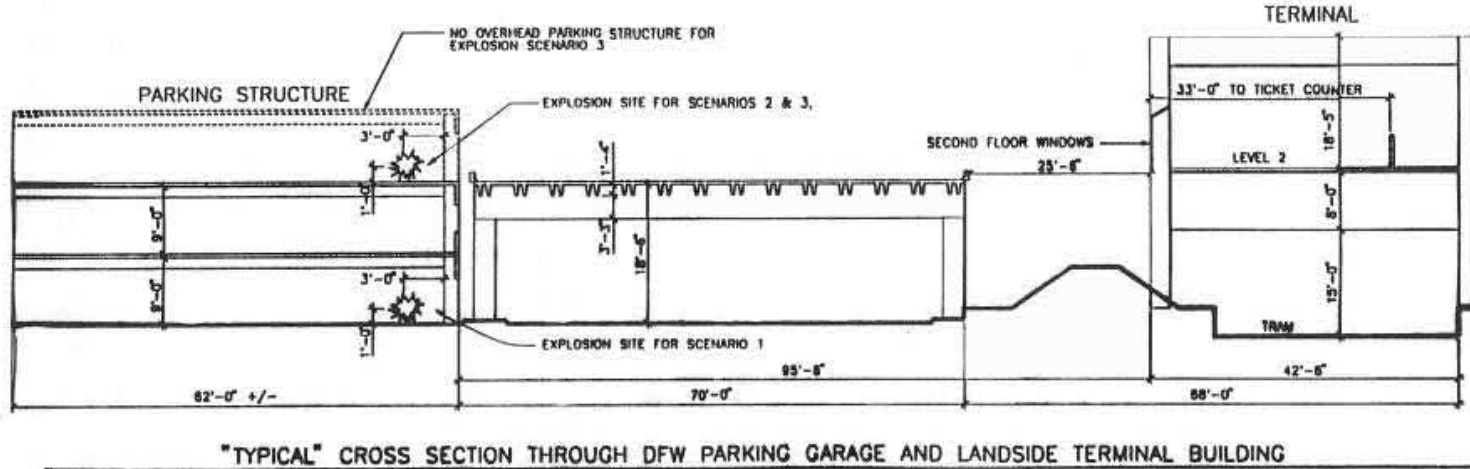 TERMINAL
NO OVERHEAD PARKING STRUCTURE FOR
EXPLOSION SCENARIO 3
PARKING STRUCTURE
EXPLOSION SITE FOR SCENARIOS 2 & 3,
33'-0" TO TICKET COUNTER
3'-0"
SECOND FLOOR WINDOWS
18'-5"
LEVEL 2
25'-6"
1'-4"
1'-0"
9'-0"
3'-3"
18'-6"
8'-0"
3'-0"
9'-0"
15'-0"
1'-0"
EXPLOSION SITE FOR SCENARIO 1
TRAM
95'-6"
42'-6"
62'-0" +/-
70'-0"
68'-0"
"TYPICAL" CROSS SECTION THROUGH DFW PARKING GARAGE AND LANDSIDE TERMINAL BUILDING